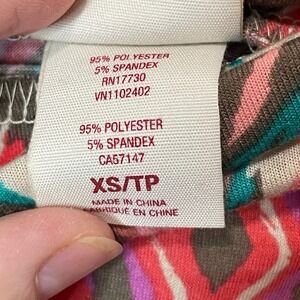 95% POLYESTER
5% SPANDEX
RN17730
VN1102402
95% POLYESTER
5% SPANDEX
CA57147
XS/TP
MADE IN CHINA
FABRIQUÉ EN CHINE